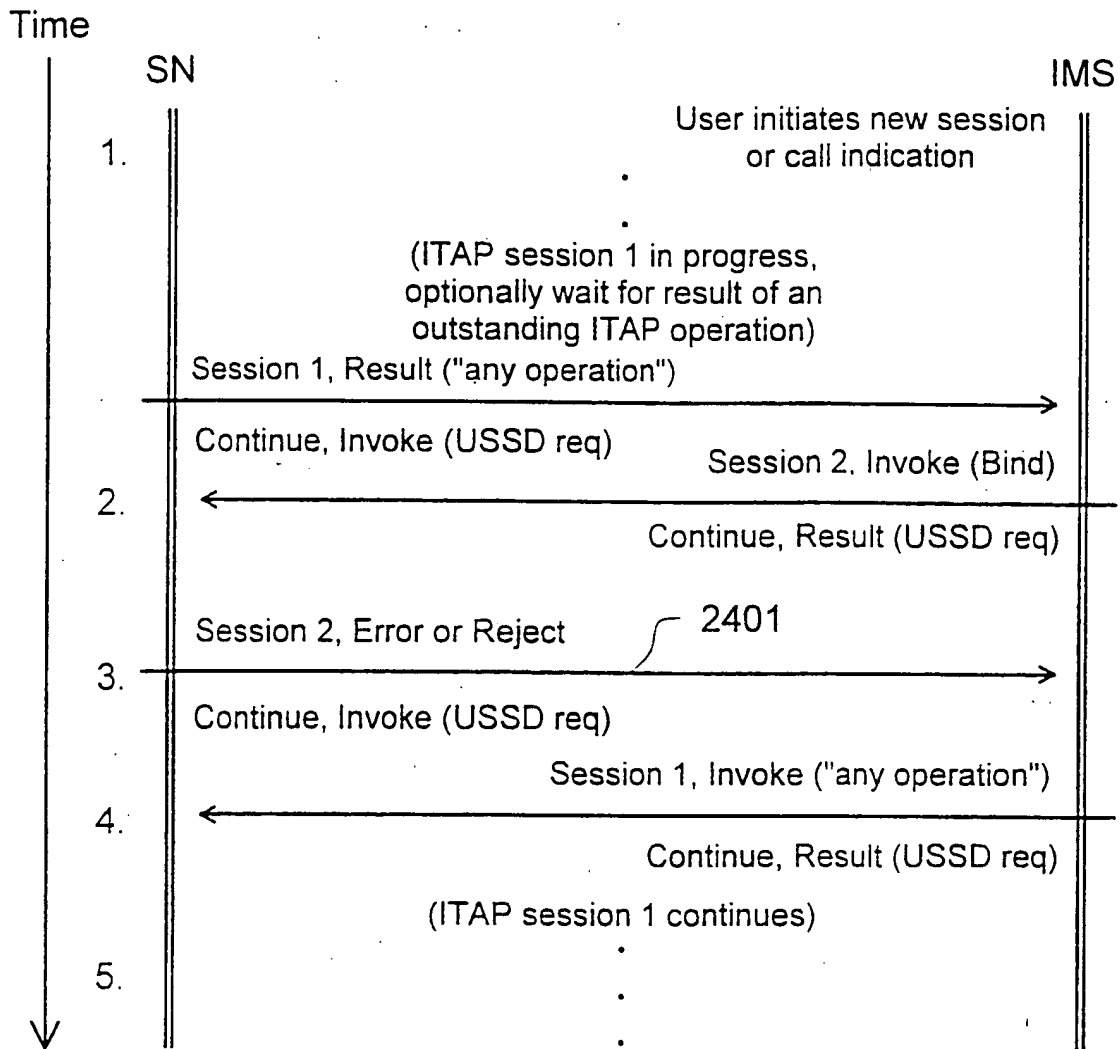 Time
SN
IMS
1.
User initiates new session
or call indication
(ITAP session 1 in progress,
optionally wait for result of an
outstanding ITAP operation)
Session 1, Result ("any operation")
Continue, Invoke (USSD req)
Session 2, Invoke (Bind)
2.
Continue, Result (USSD req)
Session 2, Error or Reject
2401
3.
Continue, Invoke (USSD req)
Session 1, Invoke ("any operation")
4.
Continue, Result (USSD req)
(ITAP session 1 continues)
5.